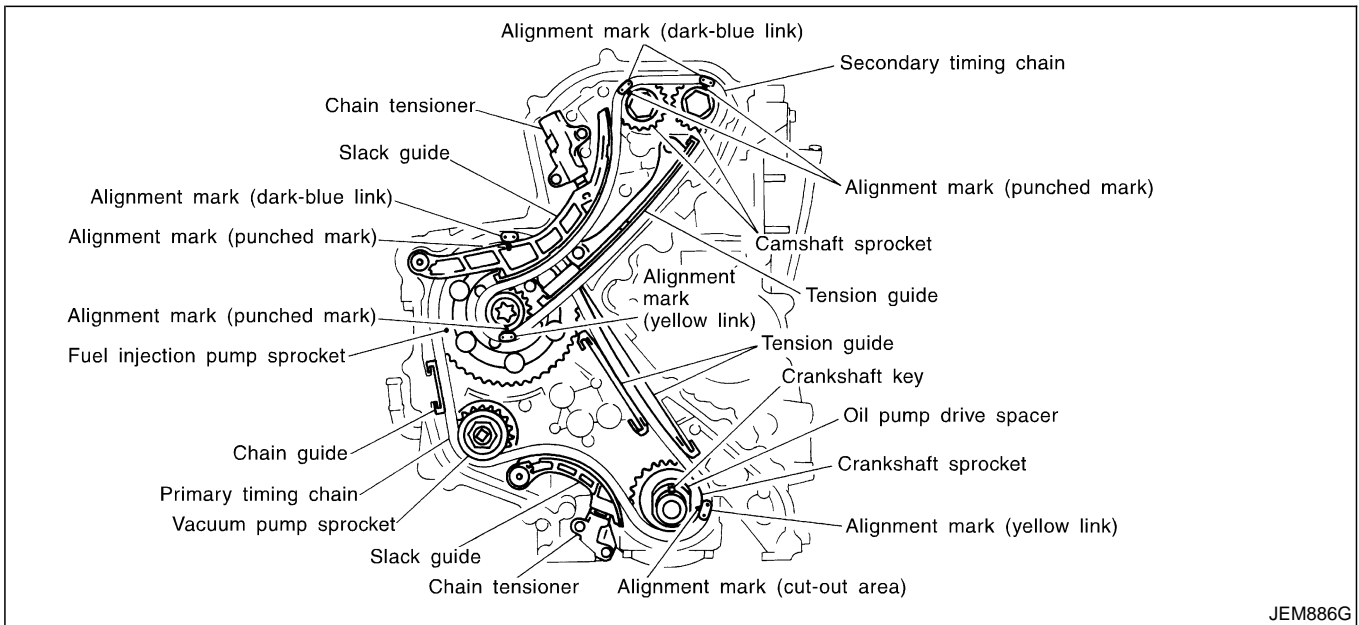 Alignment mark (dark-blue link)
Secondary timing chain
Chain tensioner
Slack guide
Alignment mark (dark-blue link)
Alignment mark (punched mark)
Alignment mark (punched mark)
Camshaft sprocket
Alignment
mark
(yellow link)
Tension guide
Alignment mark (punched mark)
Fuel injection pump sprocket
Tension guide
Crankshaft key
Oil pump drive spacer
Chain guide
Crankshaft sprocket
Primary timing chain
Vacuum pump sprocket
Alignment mark (yellow link)
Slack guide
Chain tensioner
Alignment mark (cut-out area)
JEM886G